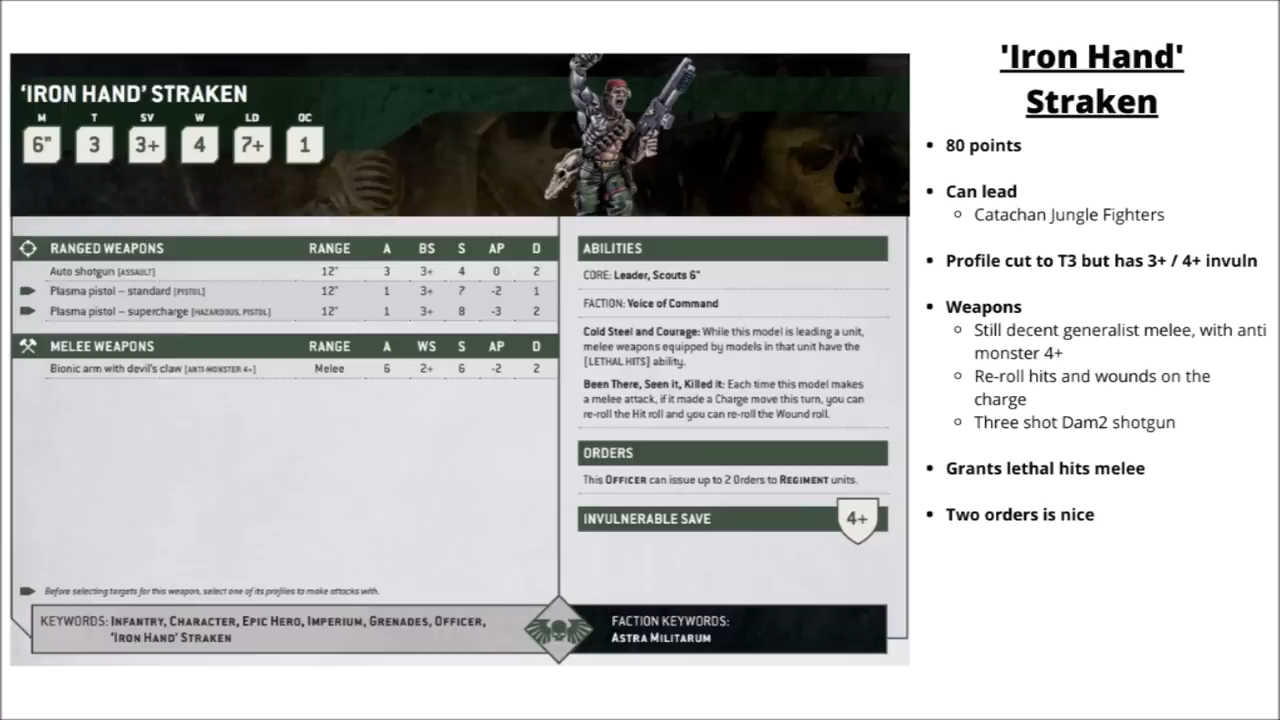 'IRON HAND' STRAKEN
M T SV W LD OC
6" 3 3+ 4 7+ 1
RANGED WEAPONS RANGE A BS S AP D
Auto shotgun [ASSAULT] 12" 3 3+ 4 0 2
Plasma pistol – standard [PISTOL] 12" 1 3+ 7 -2 1
Plasma pistol – supercharge [HAZARDOUS, PISTOL] 12" 1 3+ 8 -3 2
MELEE WEAPONS RANGE A WS S AP D
Bionic arm with devil's claw [ANTI-MONSTER 4+] Melee 6 2+ 6 -2 2
Before selecting targets for this weapon, select one of its profiles to make attacks with.
KEYWORDS: INFANTRY, CHARACTER, EPIC HERO, IMPERIUM, GRENADES, OFFICER,
'IRON HAND' STRAKEN
ABILITIES
CORE: Leader, Scouts 6"
FACTION: Voice of Command
Cold Steel and Courage: While this model is leading a unit,
melee weapons equipped by models in that unit have the
[LETHAL HITS] ability.
Been There, Seen it, Killed it: Each time this model makes
a melee attack, if it made a Charge move this turn, you can
re-roll the Hit roll and you can re-roll the Wound roll.
ORDERS
This OFFICER can issue up to 2 Orders to REGIMENT units.
INVULNERABLE SAVE 4+
FACTION KEYWORDS:
ASTRA MILITARUM
'Iron Hand'
Straken
• 80 points
• Can lead
◦ Catachan Jungle Fighters
• Profile cut to T3 but has 3+ / 4+ invuln
• Weapons
◦ Still decent generalist melee, with anti
monster 4+
◦ Re-roll hits and wounds on the
charge
◦ Three shot Dam2 shotgun
• Grants lethal hits melee
• Two orders is nice